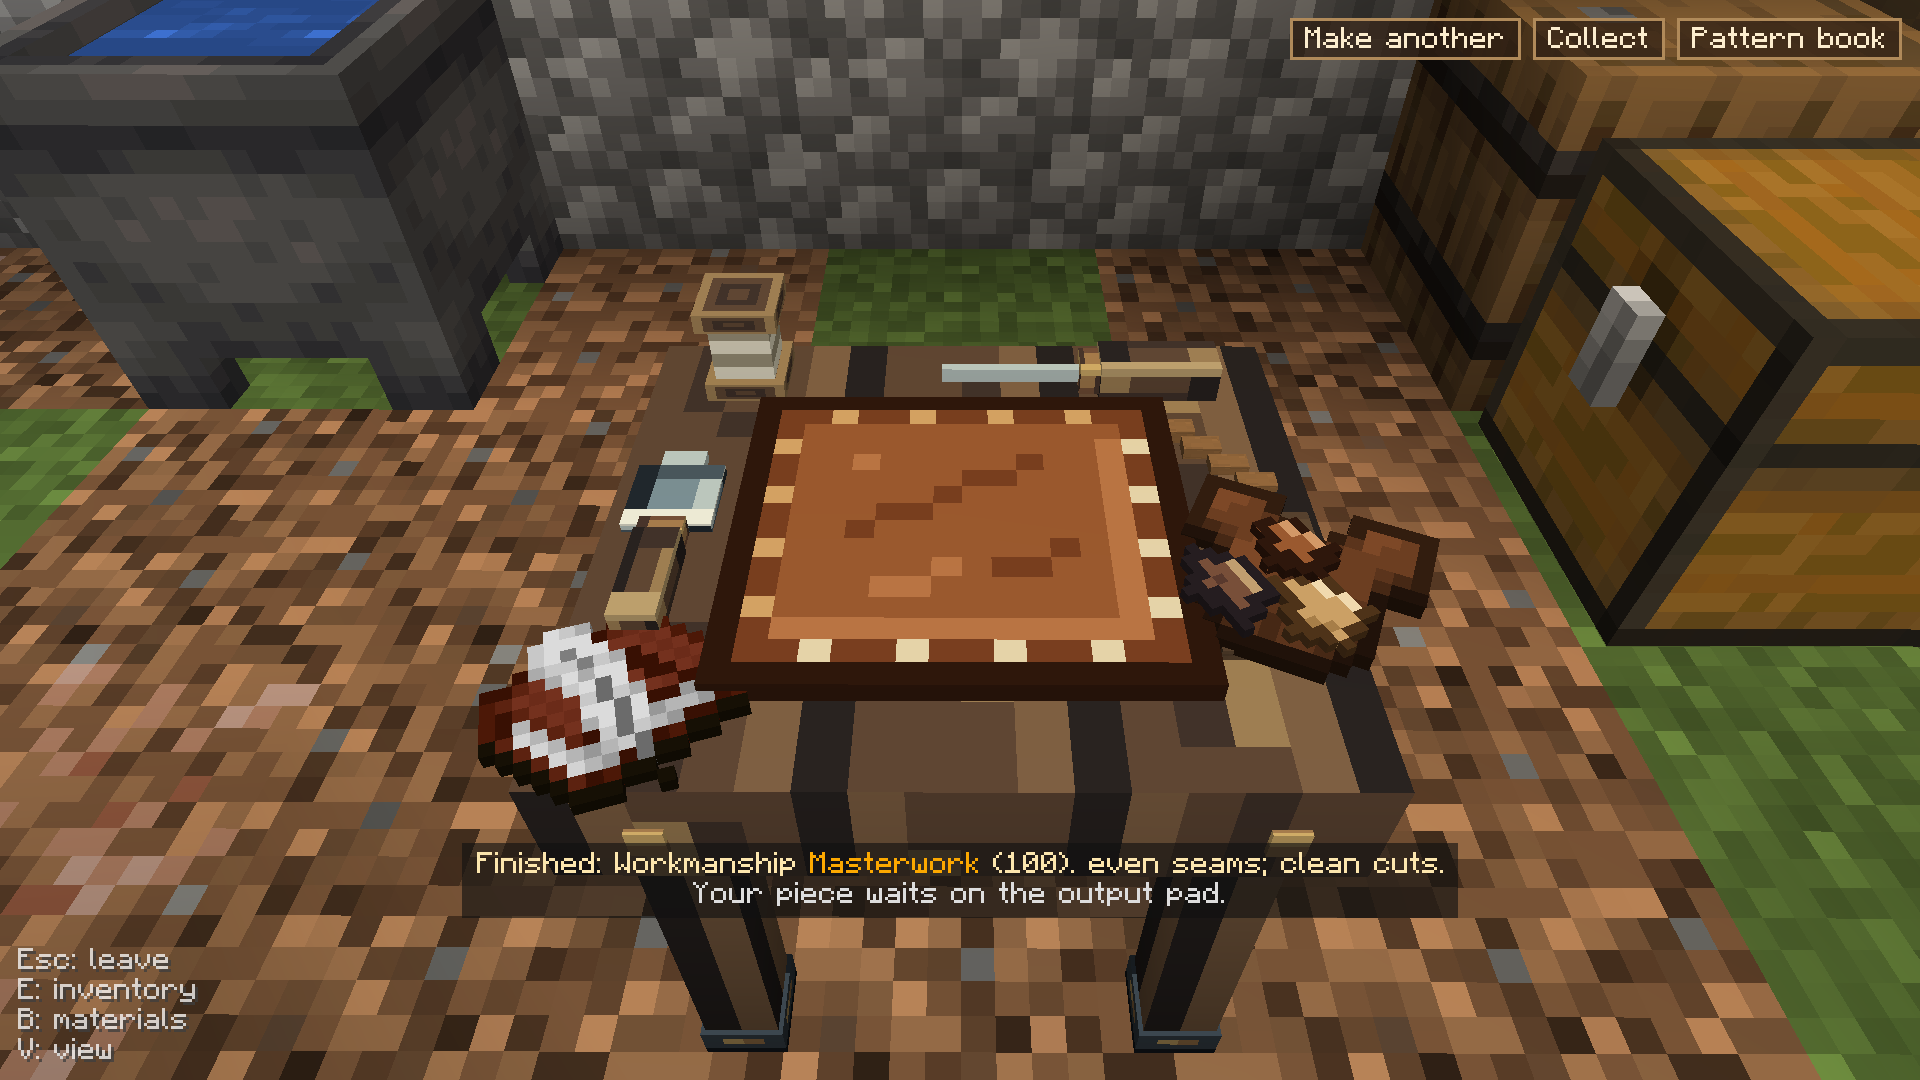 Make another
Collect
Pattern book
Finished: Workmanship Masterwork (100). even seams; clean cuts.
Your piece waits on the output pad.
Esc: leave
E: inventory
B: materials
V: view